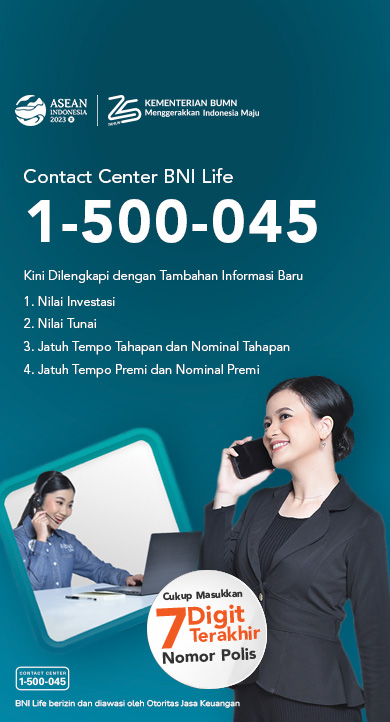 ASEAN
INDONESIA
2023
25
TAHUN
KEMENTERIAN BUMN
Menggerakkan Indonesia Maju
Contact Center BNI Life
1-500-045
Kini Dilengkapi dengan Tambahan Informasi Baru
1. Nilai Investasi
2. Nilai Tunai
3. Jatuh Tempo Tahapan dan Nominal Tahapan
4. Jatuh Tempo Premi dan Nominal Premi
Cukup Masukkan
7 Digit
Terakhir
Nomor Polis
CONTACT CENTER
1-500-045
BNI Life berizin dan diawasi oleh Otoritas Jasa Keuangan